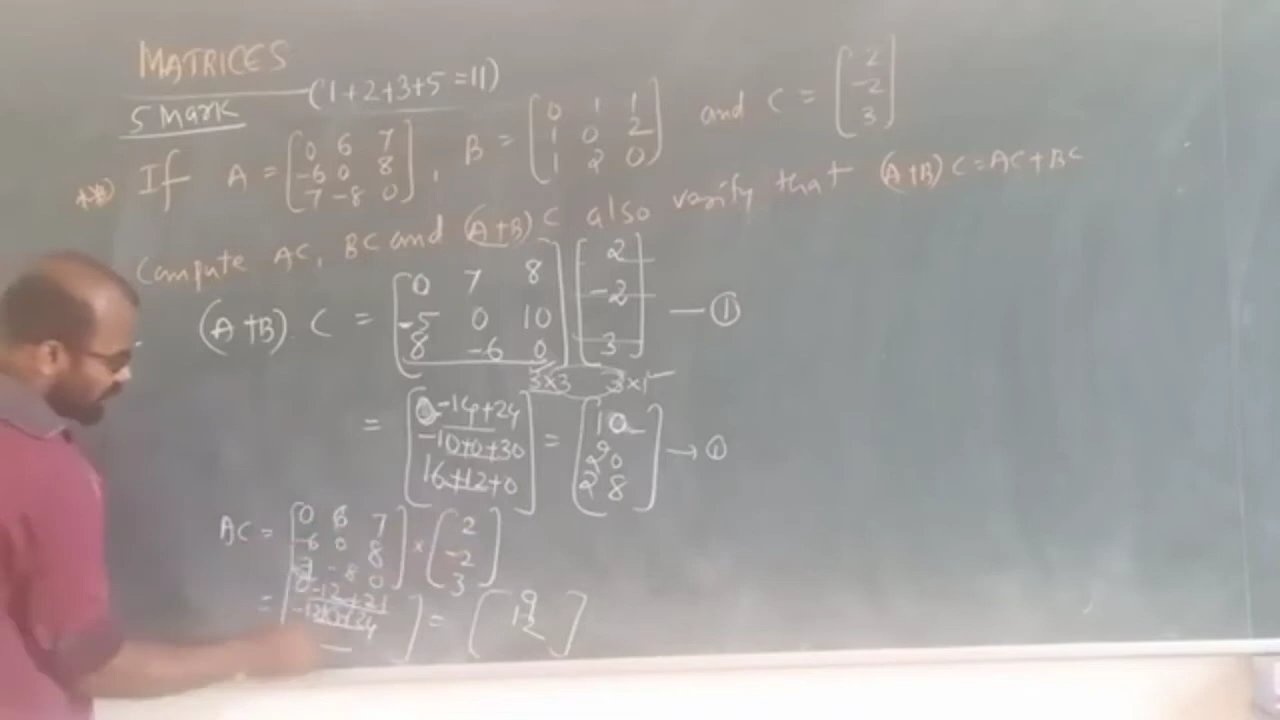 MATRICES
5 MARK (1+2+3+5=11)
If A = [0 6 7
-6 0 8
7 -8 0], B = [0 1 1
1 0 2
1 2 0] and C = [2
-2
3]
Compute AC, BC and (A+B)C also verify that (A+B)C=AC+BC
(A+B). C = [0 7 8
-5 0 10
8 -6 0] [2
-2
3] — ①
3×3 3×1
= [0-14+24
-10+0+30
16+12+0] = [10
20
28] → ①
AC = [0 6 7
-6 0 8
7 -8 0] × [2
-2
3]
= [0-12+21
-12+0+24
] = [9
12
]